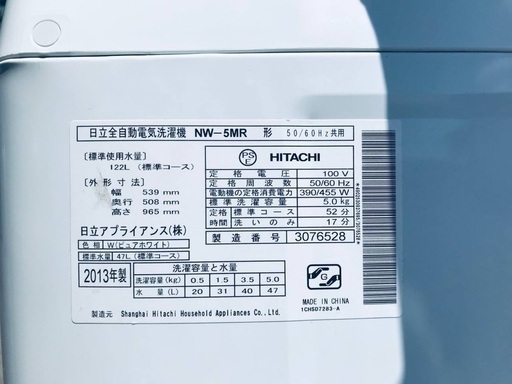 日立全自動電気洗濯機 NW-5MR 形 50/60Hz共用
[標準使用水量]
122L (標準コース)
[外形寸法]
幅 539 mm
奥行 508 mm
高さ 965 mm
日立アプライアンス(株)
色相 W(ピュアホワイト)
標準水量 47L (標準コース)
PS E HITACHI
定格電圧 100 V
定格周波数 50/60 Hz
電動機の定格消費電力 390/455 W
標準洗濯容量 5.0kg
定格標準コース 52分
時間洗いのみ 17分
製造番号 3076528
2013年製
洗濯容量と水量
洗濯容量(kg) 0.5 1.5 3.5 5.0
水量(L) 20 31 40 47
G
MADE IN CHINA
1CHSD7283-A
製造元 Shanghai Hitachi Household Appliances Co., Ltd.